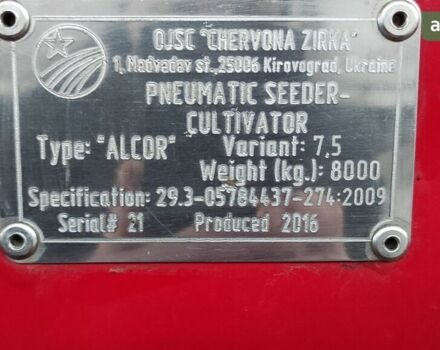 OJSC "CHERVONA ZIRKA"
1, Medvedev st., 25006 Kirovograd, Ukraine
PNEUMATIC SEEDER-
CULTIVATOR
Type: "ALCOR" Variant: 7,5
Weight (kg.): 8000
Specification: 29.3-05784437-274:2009
Serial# 21 Produced 2016
a